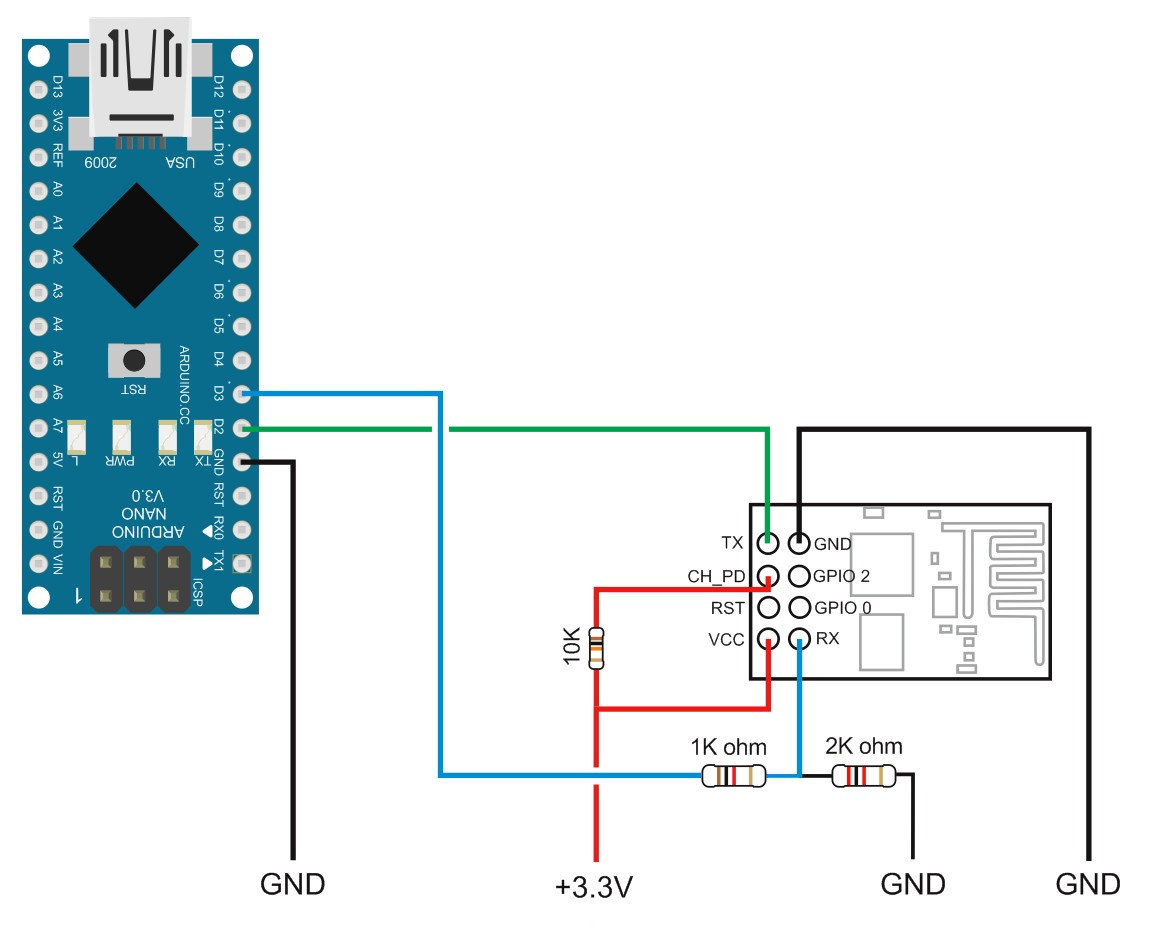 D13
3V3
REF
A0
A1
A2
A3
A4
A5
A6
A7
5V
RST
GND
VIN
D12
D11
D10
D9
D8
D7
D6
D5
D4
D3
D2
GND
RST
RX0
TX1
2009
USA
RST
ARDUINO.CC
L
PWR
RX
TX
ARDUINO
NANO
V3.0
1
ICSP
TX
GND
CH_PD
GPIO 2
RST
GPIO 0
VCC
RX
10K
1K ohm
2K ohm
GND
+3.3V
GND
GND